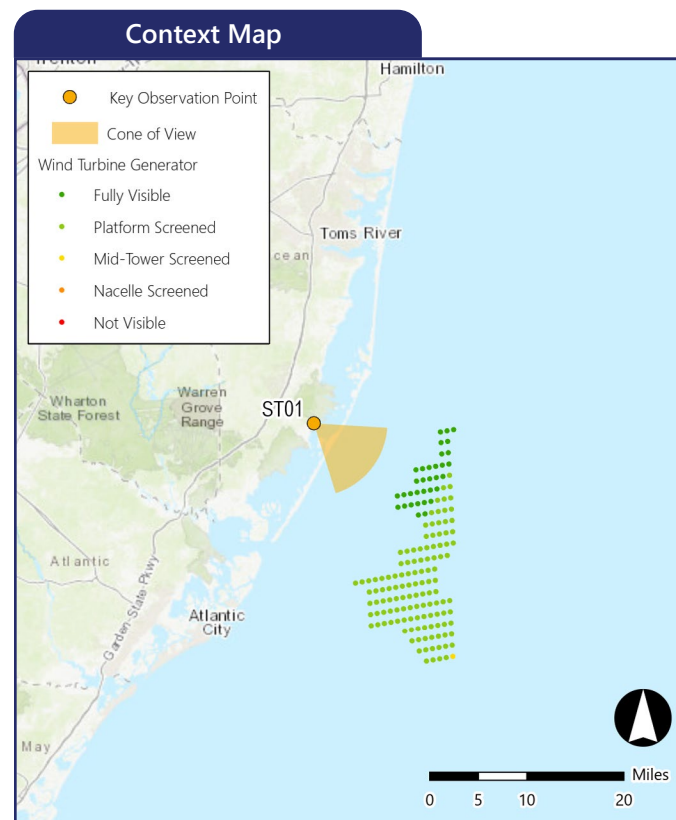 Context Map
Trenton
Hamilton
Key Observation Point
Cone of View
Wind Turbine Generator
Fully Visible
Platform Screened
Mid-Tower Screened
Nacelle Screened
Not Visible
Toms River
cean
Wharton
State Forest
Warren
Grove
Range
ST01
Atlantic
Garden State Pkwy
Atlantic
City
May
Miles
0 5 10 20